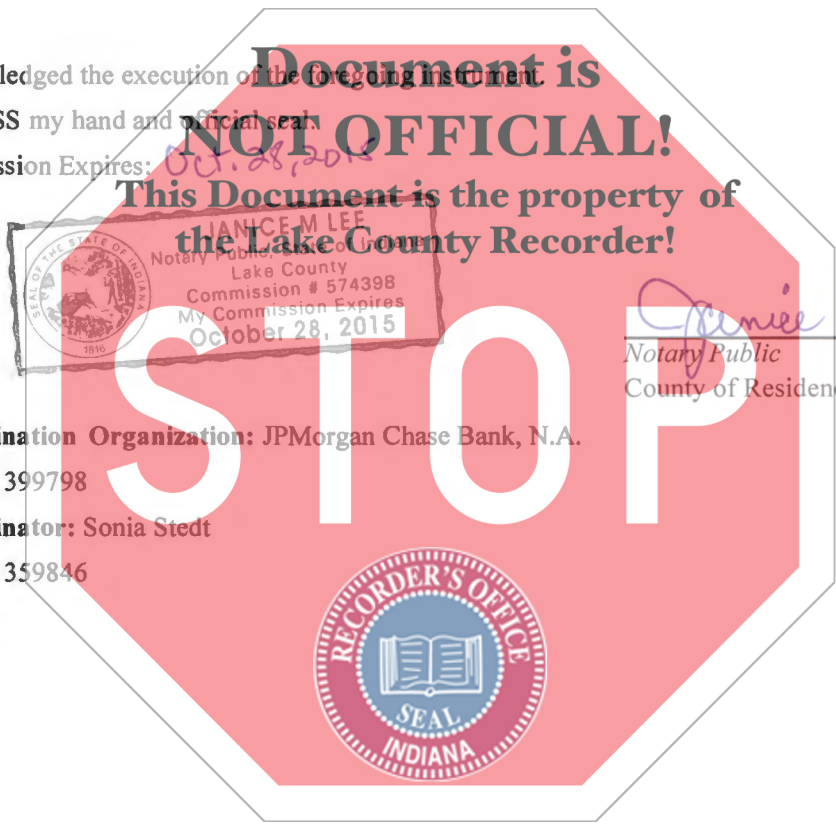 Document is
ledged the execution of the foregoing instrument.
SS my hand and official seal.
NOT OFFICIAL!
ssion Expires: Oct. 28, 2015
This Document is the property of
the Lake County Recorder!
JANICE M LEE
Notary Public, State of Indiana
Lake County
Commission # 574398
My Commission Expires
October 28, 2015
SEAL OF THE STATE OF INDIANA
1816
Janice
Notary Public
County of Residen
STOP
ination Organization: JPMorgan Chase Bank, N.A.
399798
inator: Sonia Stedt
359846
RECORDER'S OFFICE
SEAL
INDIANA